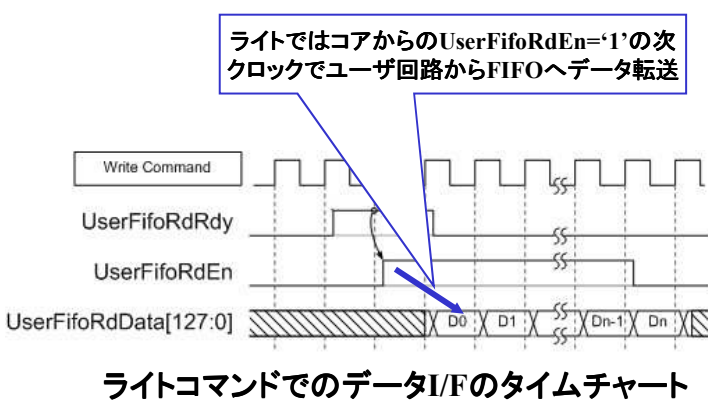 ライトではコアからのUserFifoRdEn=‘1’の次
クロックでユーザ回路からFIFOへデータ転送
Write Command
UserFifoRdRdy
UserFifoRdEn
UserFifoRdData[127:0]
D0 D1 Dn-1 Dn
ライトコマンドでのデータI/Fのタイムチャート